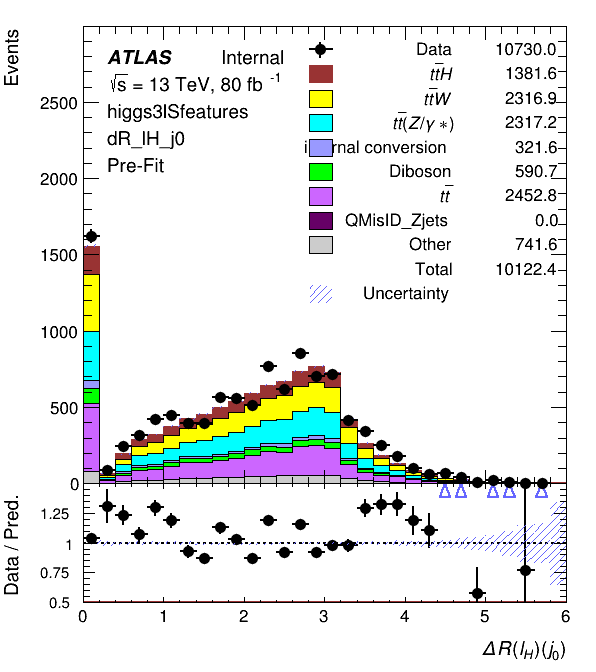 Events
ATLAS Internal
√s = 13 TeV, 80 fb⁻¹
higgs3lSfeatures
dR_lH_j0
Pre-Fit
Data 10730.0
tt̄H 1381.6
tt̄W 2316.9
tt̄(Z/γ*) 2317.2
internal conversion 321.6
Diboson 590.7
tt̄ 2452.8
QMisID_Zjets 0.0
Other 741.6
Total 10122.4
Uncertainty
2500
2000
1500
1000
500
0
Data / Pred.
1.25
1
0.75
0.5
0 1 2 3 4 5 6
ΔR(l_H)(j_0)